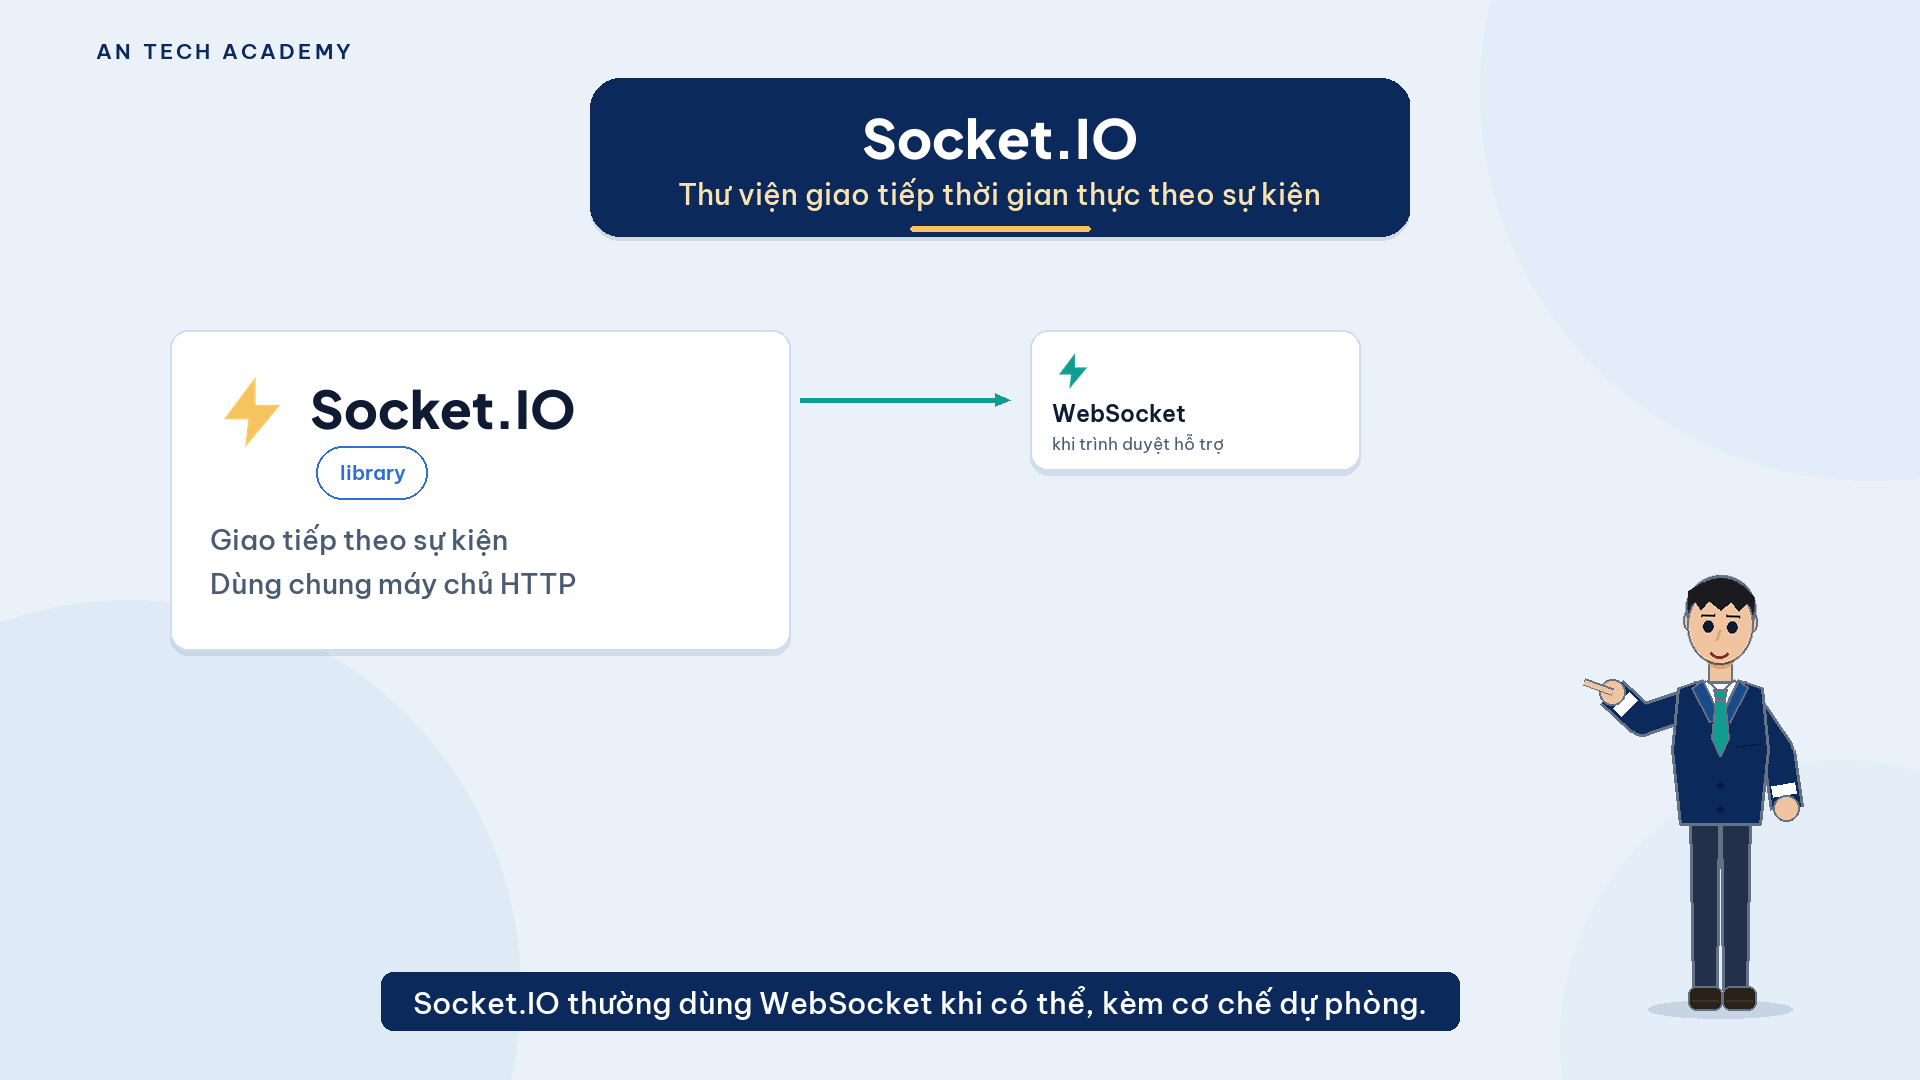 AN TECH ACADEMY
Socket.IO
Thư viện giao tiếp thời gian thực theo sự kiện
Socket.IO
library
Giao tiếp theo sự kiện
Dùng chung máy chủ HTTP
WebSocket
khi trình duyệt hỗ trợ
Socket.IO thường dùng WebSocket khi có thể, kèm cơ chế dự phòng.